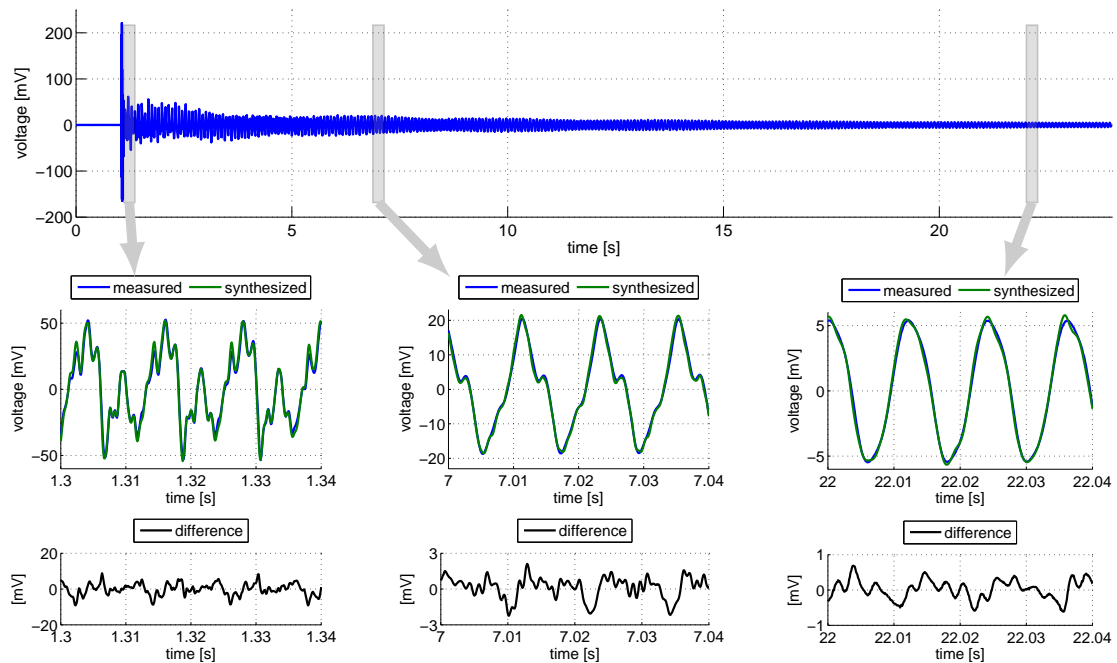 voltage [mV]
200
100
0
−100
−200
0 5 10 15 20
time [s]
measured synthesized
measured synthesized
measured synthesized
voltage [mV]
50
0
−50
1.3 1.31 1.32 1.33 1.34
time [s]
voltage [mV]
20
10
0
−10
−20
7 7.01 7.02 7.03 7.04
time [s]
voltage [mV]
5
0
−5
22 22.01 22.02 22.03 22.04
time [s]
difference
difference
difference
[mV]
20
0
−20
1.3 1.31 1.32 1.33 1.34
time [s]
[mV]
3
0
−3
7 7.01 7.02 7.03 7.04
time [s]
[mV]
1
0
−1
22 22.01 22.02 22.03 22.04
time [s]